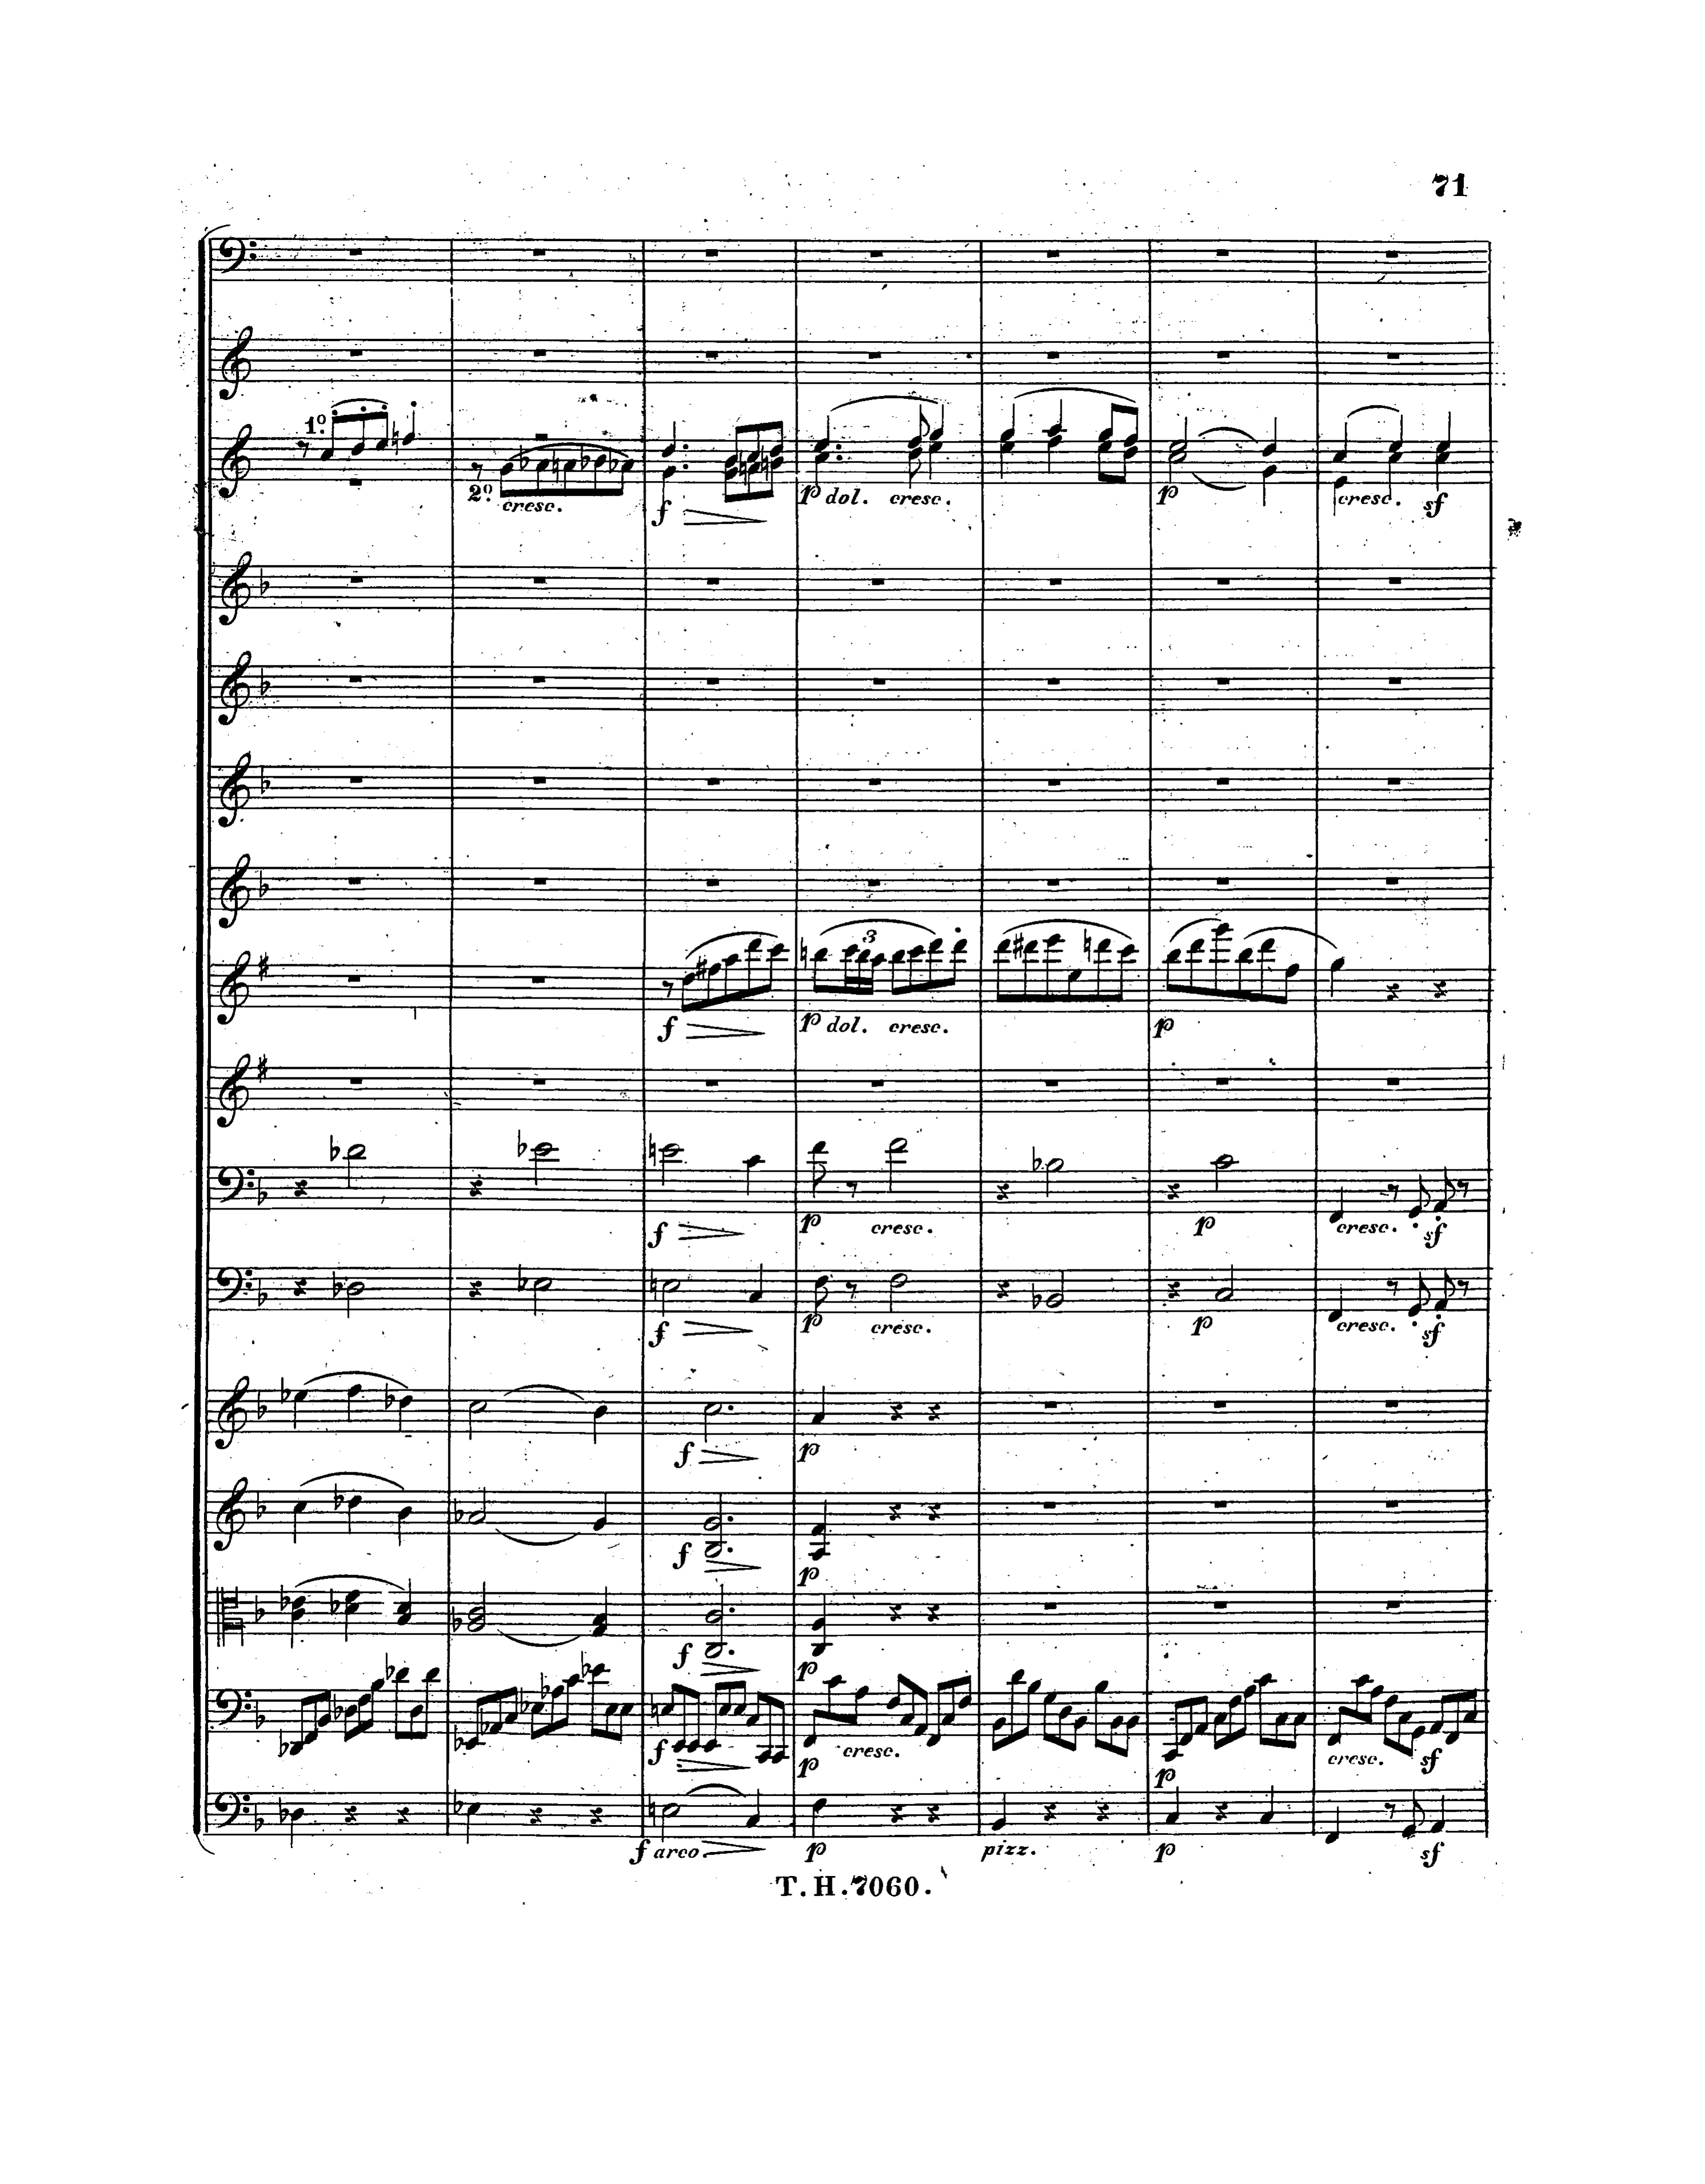 71
1º
2º
cresc.
f
p dol. cresc.
p
cresc. sf
3
f
p dol. cresc.
p
f
p cresc.
p
cresc. sf
f
p cresc.
p
cresc. sf
f
p
f
p
f
p
f
p cresc.
p
cresc. sf
f arco.
p
pizz.
p
sf
T. H. 7060.